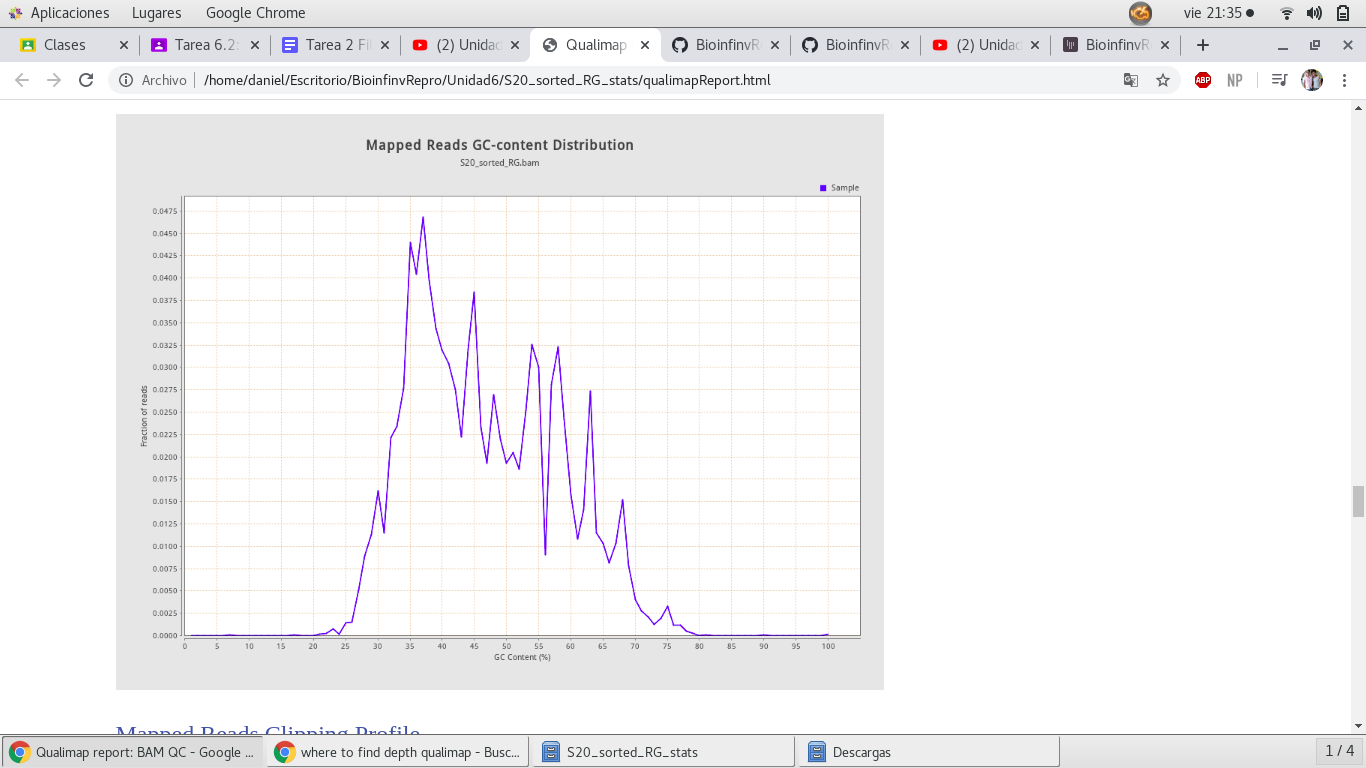 Aplicaciones Lugares Google Chrome vie 21:35
Clases Tarea 6.2: Tarea 2 Fil (2) Unidad Qualimap BioinfinvR BioinfinvR (2) Unidad BioinfinvR
Archivo /home/daniel/Escritorio/BioinfinvRepro/Unidad6/S20_sorted_RG_stats/qualimapReport.html ABP NP
Mapped Reads GC-content Distribution
S20_sorted_RG.bam
Sample
0.0475
0.0450
0.0425
0.0400
0.0375
0.0350
0.0325
0.0300
0.0275
0.0250
0.0225
0.0200
0.0175
0.0150
0.0125
0.0100
0.0075
0.0050
0.0025
0.0000
Fraction of reads
0 5 10 15 20 25 30 35 40 45 50 55 60 65 70 75 80 85 90 95 100
GC Content (%)
Mapped Reads Clipping Profile
Qualimap report: BAM QC - Google ... where to find depth qualimap - Busc... S20_sorted_RG_stats Descargas 1 / 4